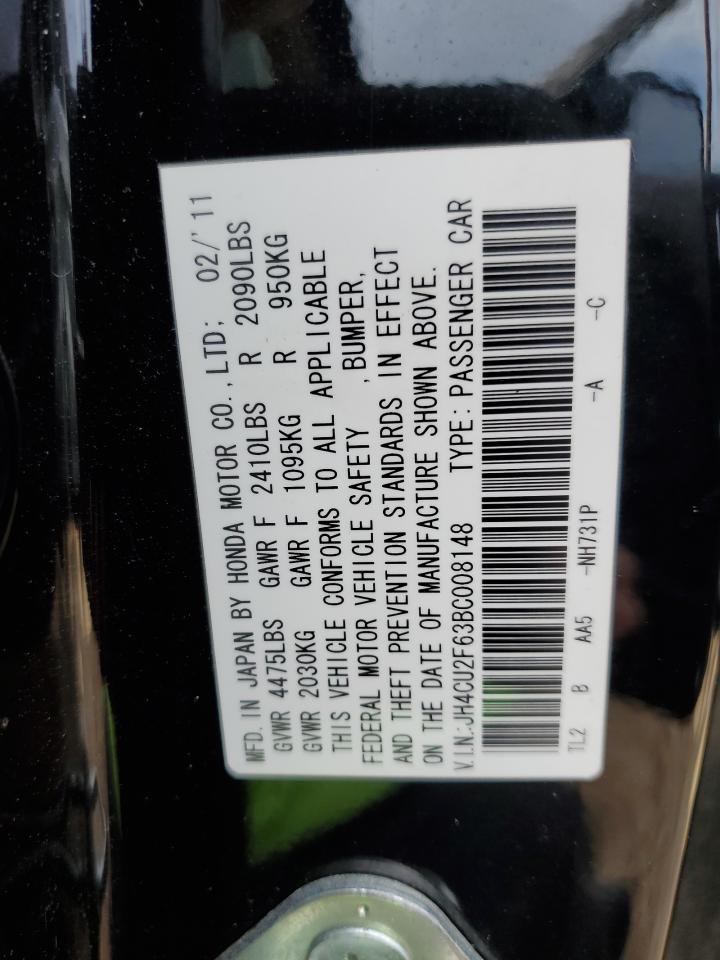 MFD. IN JAPAN BY HONDA MOTOR CO., LTD; 02/'11
GVWR 4475LBS GAWR F 2410LBS R 2090LBS
GVWR 2030KG GAWR F 1095KG R 950KG
THIS VEHICLE CONFORMS TO ALL APPLICABLE
FEDERAL MOTOR VEHICLE SAFETY ,BUMPER,
AND THEFT PREVENTION STANDARDS IN EFFECT
ON THE DATE OF MANUFACTURE SHOWN ABOVE.
V.I.N.:JH4CU2F63BC008148 TYPE:PASSENGER CAR
TL2 B AA5 -NH731P -A -C